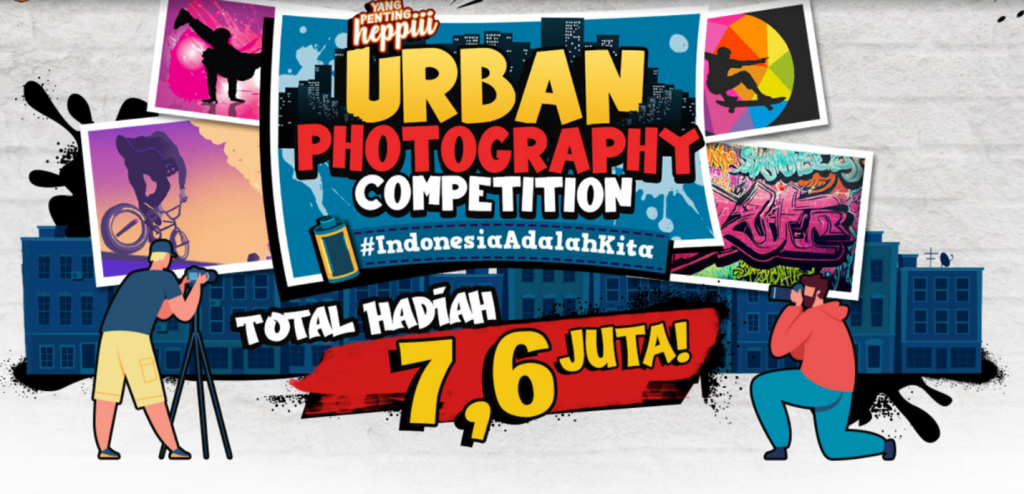 YANG
PENTING
heppiii
URBAN
PHOTOGRAPHY
COMPETITION
#IndonesiaAdalahKita
TOTAL HADIAH
7,6 JUTA!